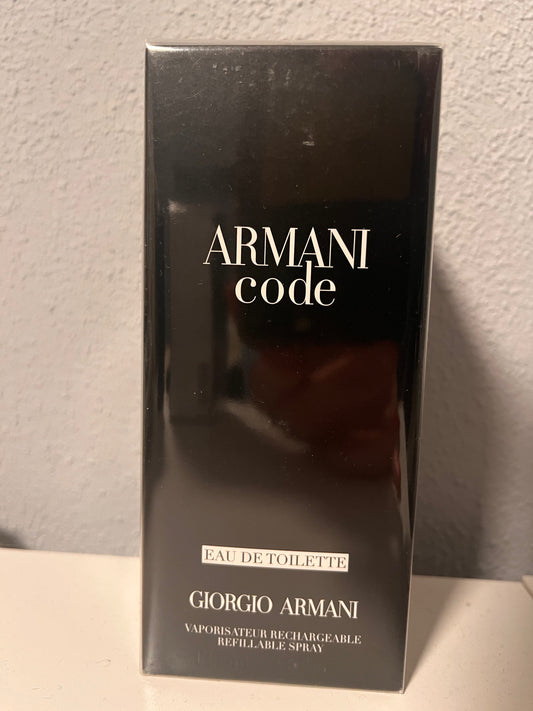 ARMANI
code
EAU DE TOILETTE
GIORGIO ARMANI
VAPORISATEUR RECHARGEABLE
REFILLABLE SPRAY